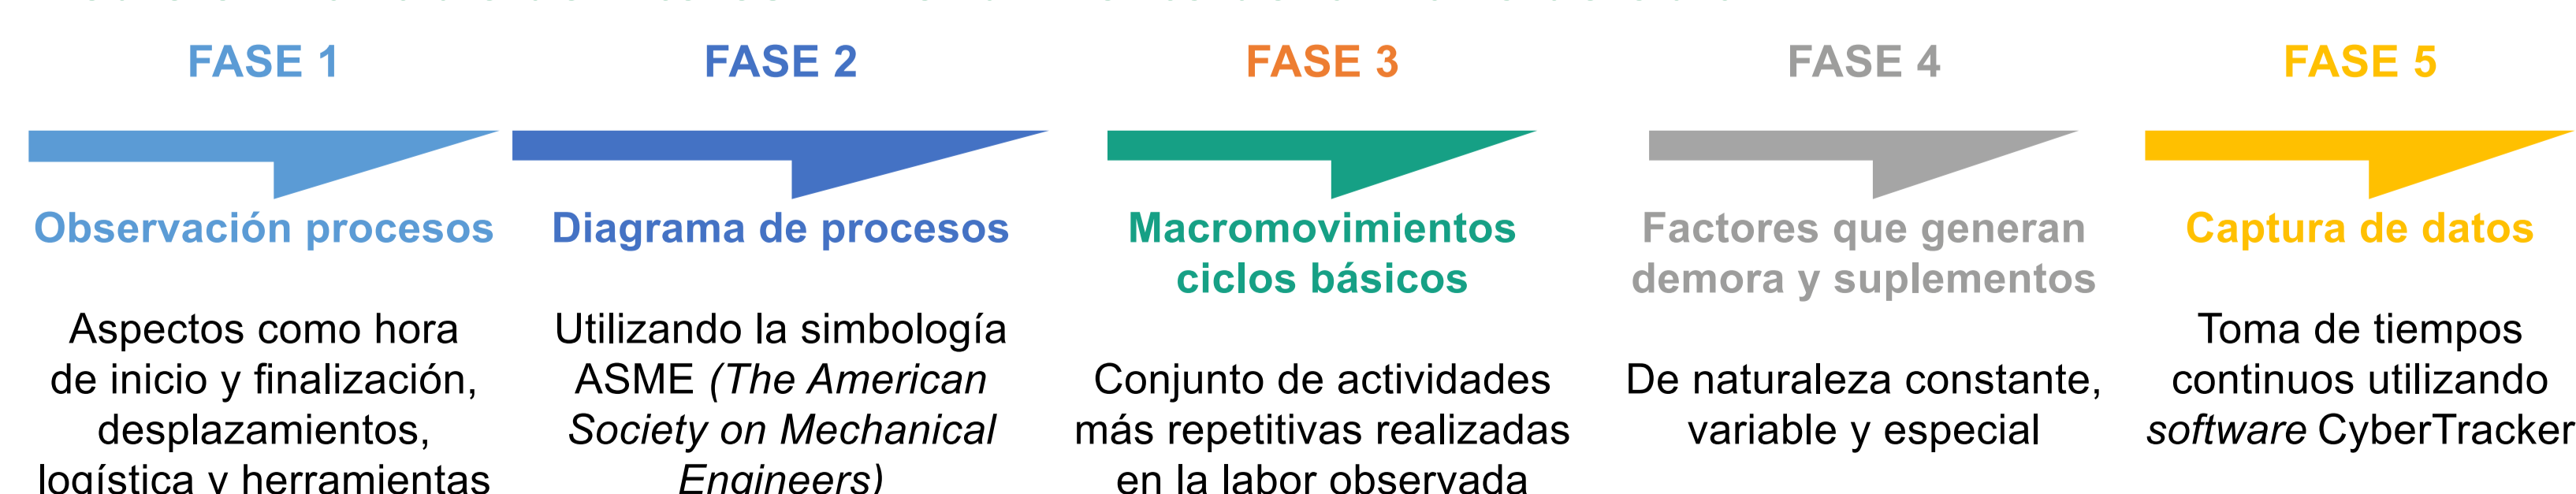 FASE 1
Observación procesos
Aspectos como hora
de inicio y finalización,
desplazamientos,
logística y herramientas
FASE 2
Diagrama de procesos
Utilizando la simbología
ASME (The American
Society on Mechanical
Engineers)
FASE 3
Macromovimientos
ciclos básicos
Conjunto de actividades
más repetitivas realizadas
en la labor observada
FASE 4
Factores que generan
demora y suplementos
De naturaleza constante,
variable y especial
FASE 5
Captura de datos
Toma de tiempos
continuos utilizando
software CyberTracker